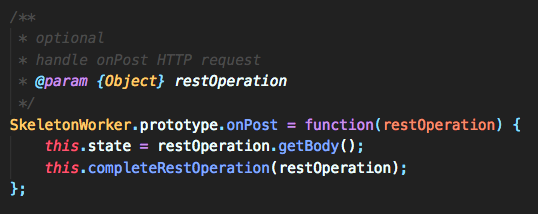 /**
 * optional
 * handle onPost HTTP request
 * @param {Object} restOperation
 */
SkeletonWorker.prototype.onPost = function(restOperation) {
    this.state = restOperation.getBody();
    this.completeRestOperation(restOperation);
};